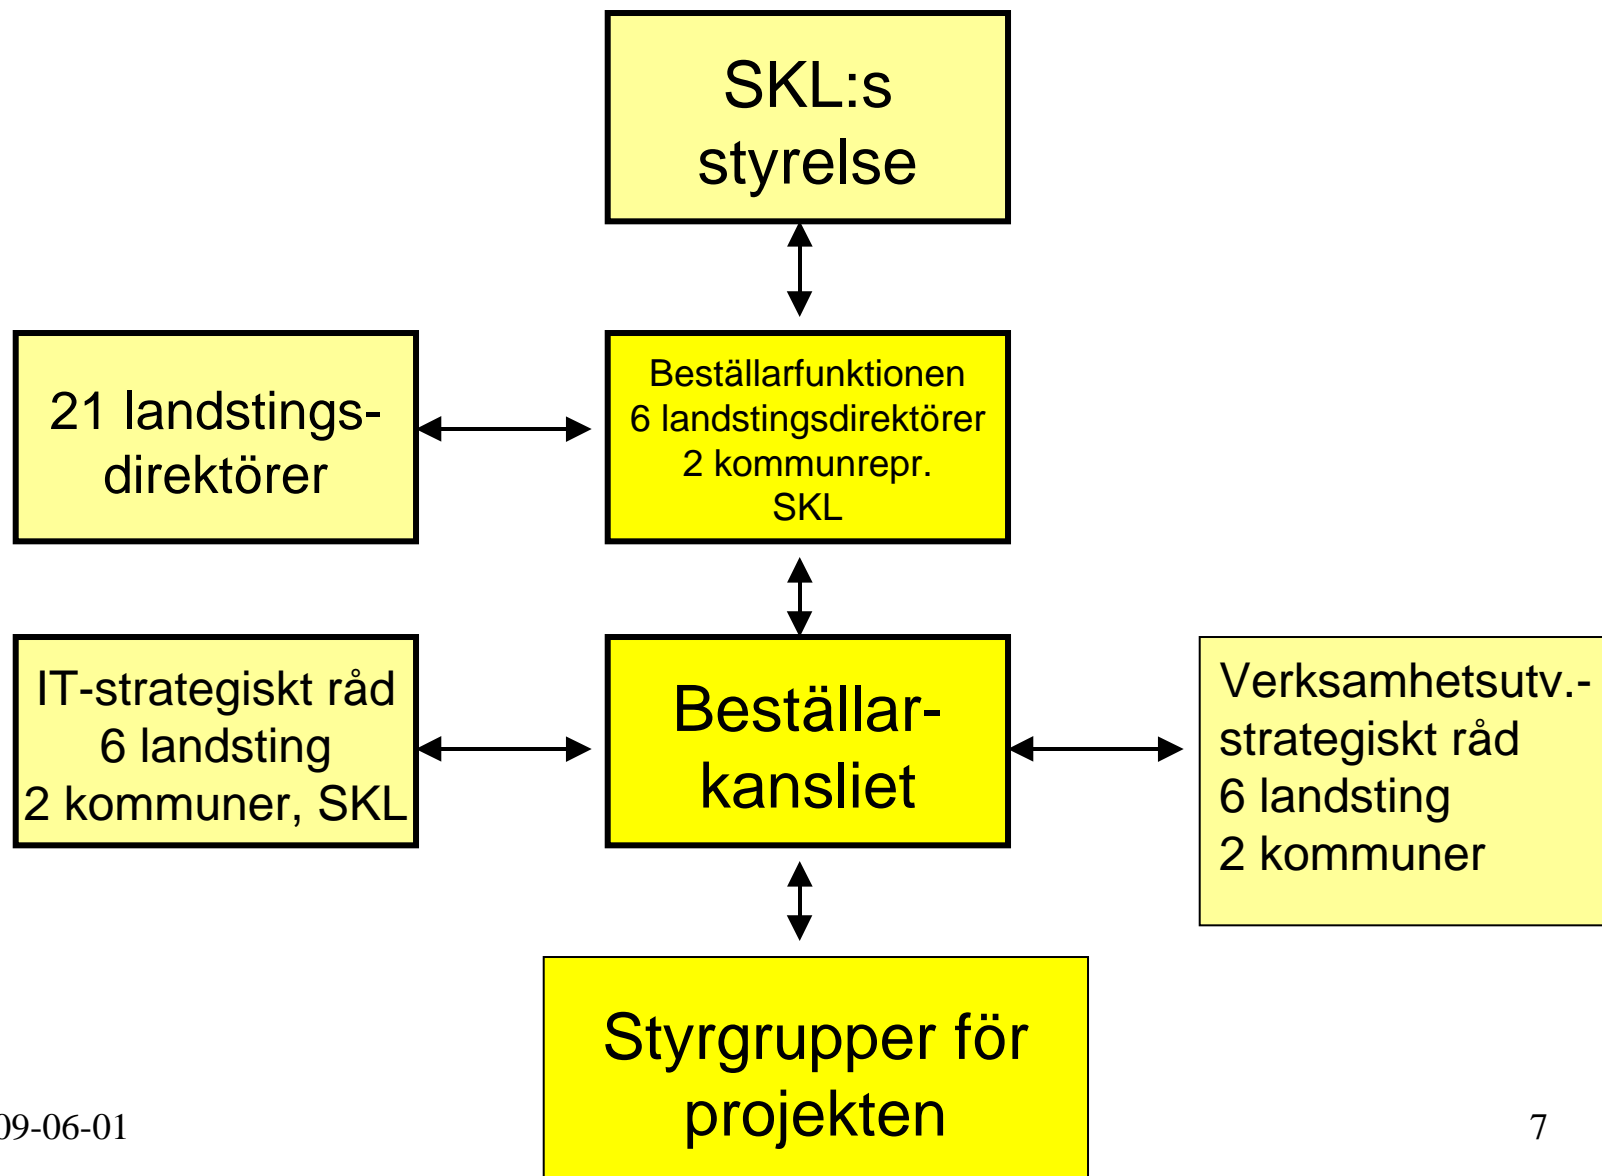 SKL:s
styrelse
21 landstings-
direktörer
Beställarfunktionen
6 landstingsdirektörer
2 kommunrepr.
SKL
IT-strategiskt råd
6 landsting
2 kommuner, SKL
Beställar-
kansliet
Verksamhetsutv.-
strategiskt råd
6 landsting
2 kommuner
Styrgrupper för
projekten
09-06-01
7